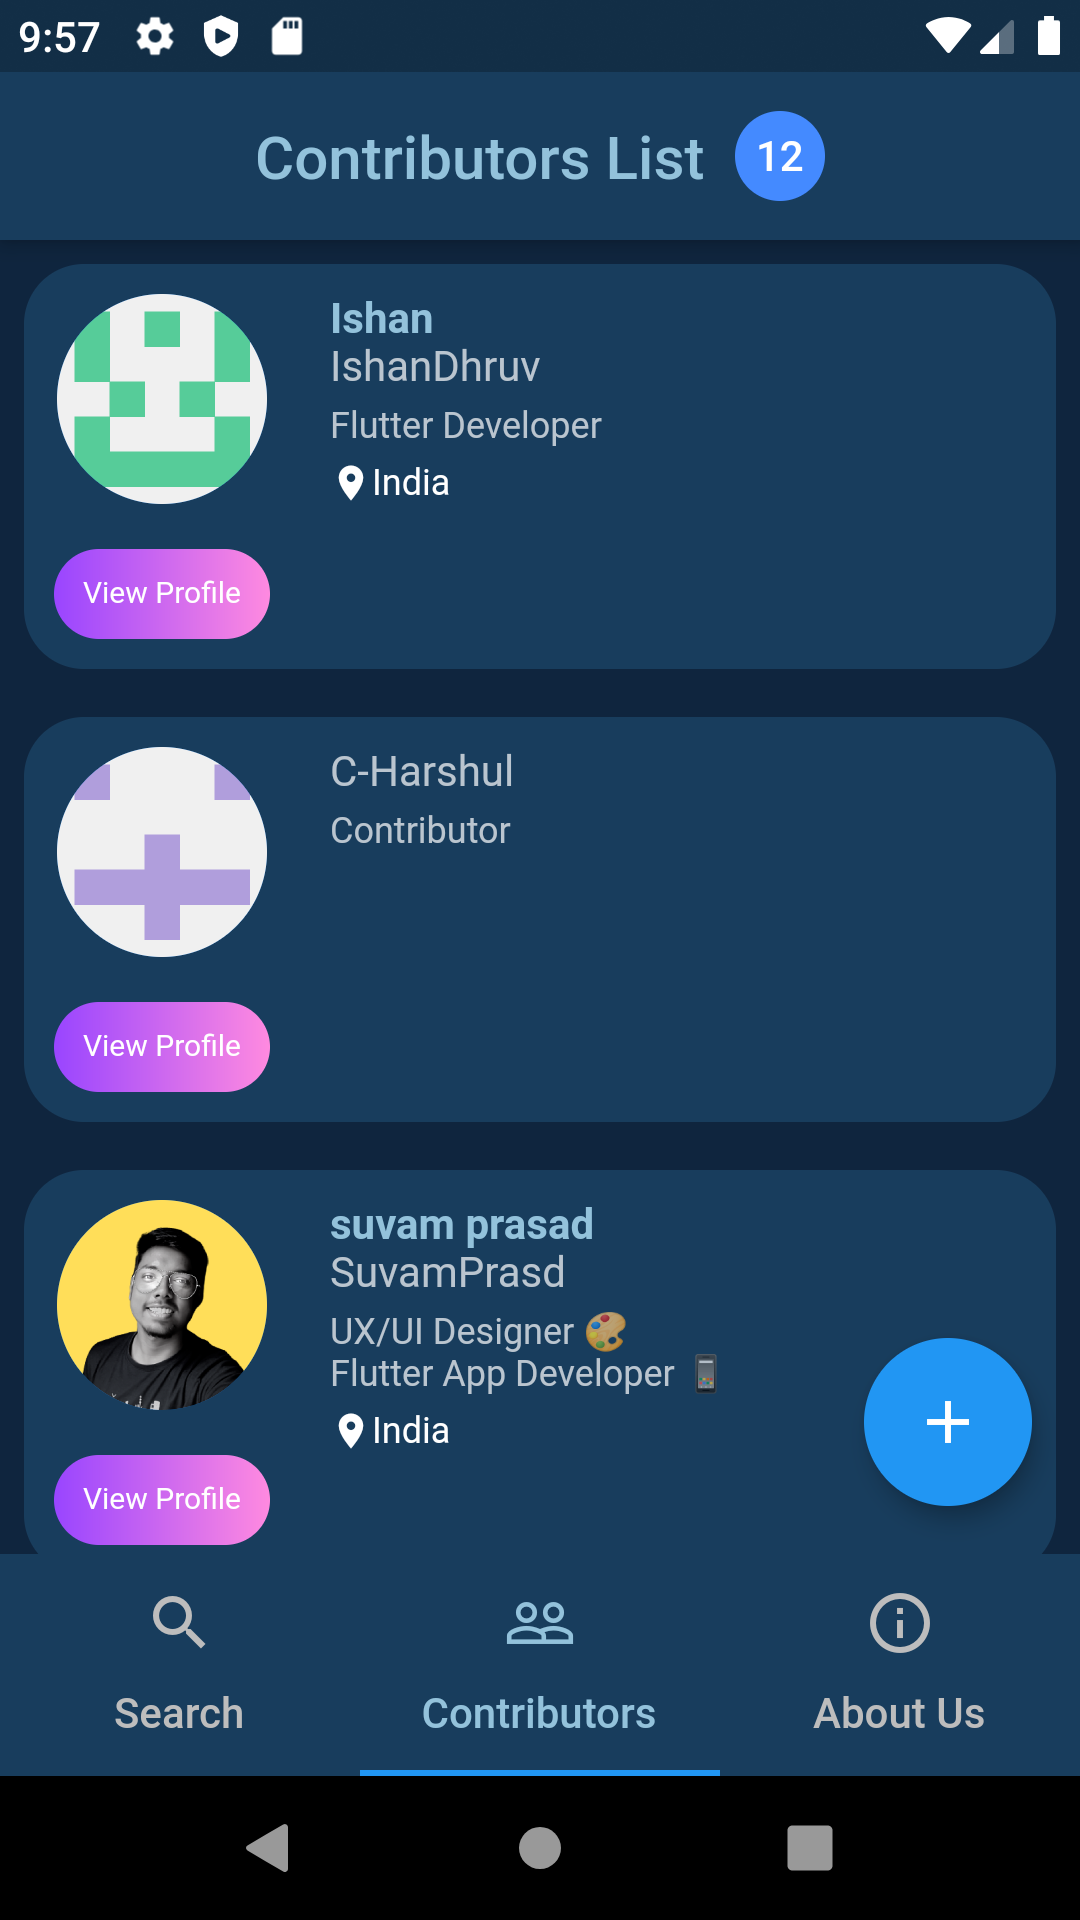 9:57
Contributors List 12
Ishan
IshanDhruv
Flutter Developer
India
View Profile
C-Harshul
Contributor
View Profile
suvam prasad
SuvamPrasd
UX/UI Designer 🎨
Flutter App Developer 📱
India
View Profile
Search Contributors About Us